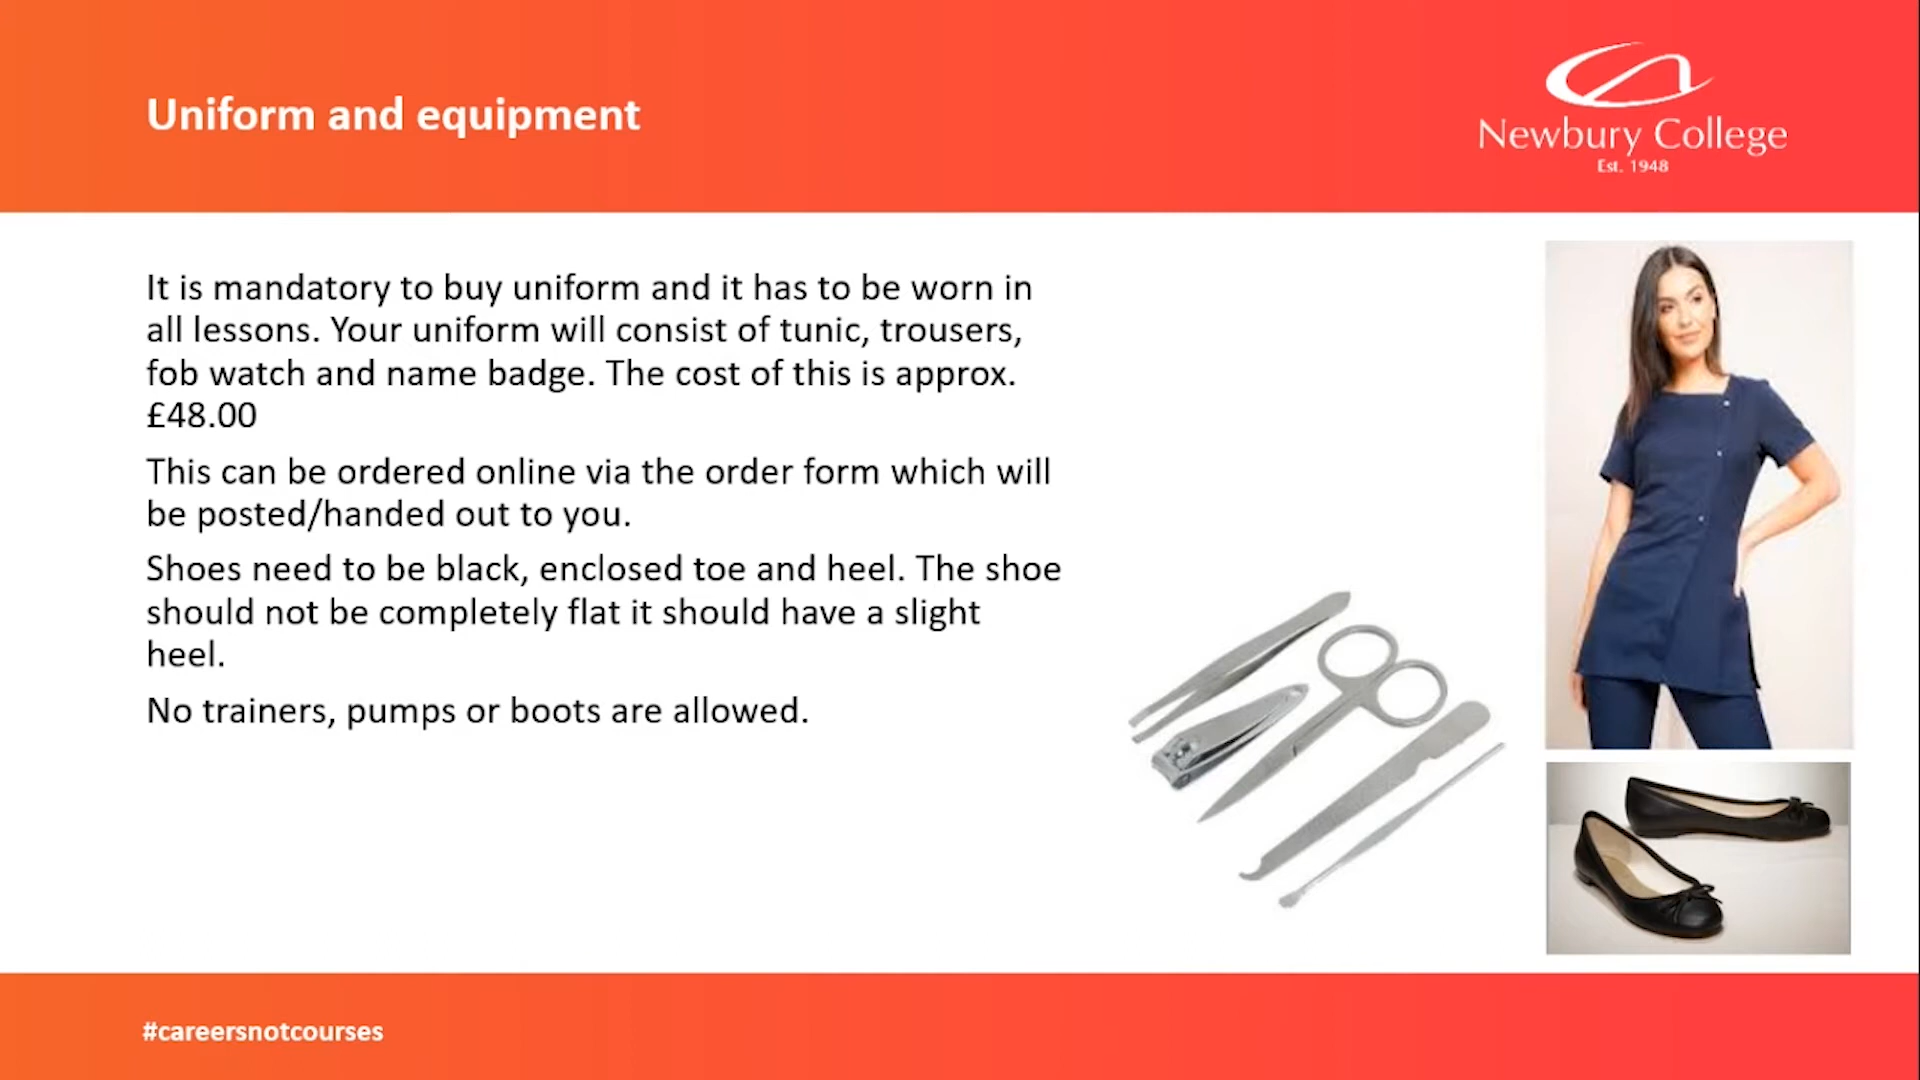 Uniform and equipment
Newbury College
Est. 1948
It is mandatory to buy uniform and it has to be worn in
all lessons. Your uniform will consist of tunic, trousers,
fob watch and name badge. The cost of this is approx.
£48.00
This can be ordered online via the order form which will
be posted/handed out to you.
Shoes need to be black, enclosed toe and heel. The shoe
should not be completely flat it should have a slight
heel.
No trainers, pumps or boots are allowed.
#careersnotcourses